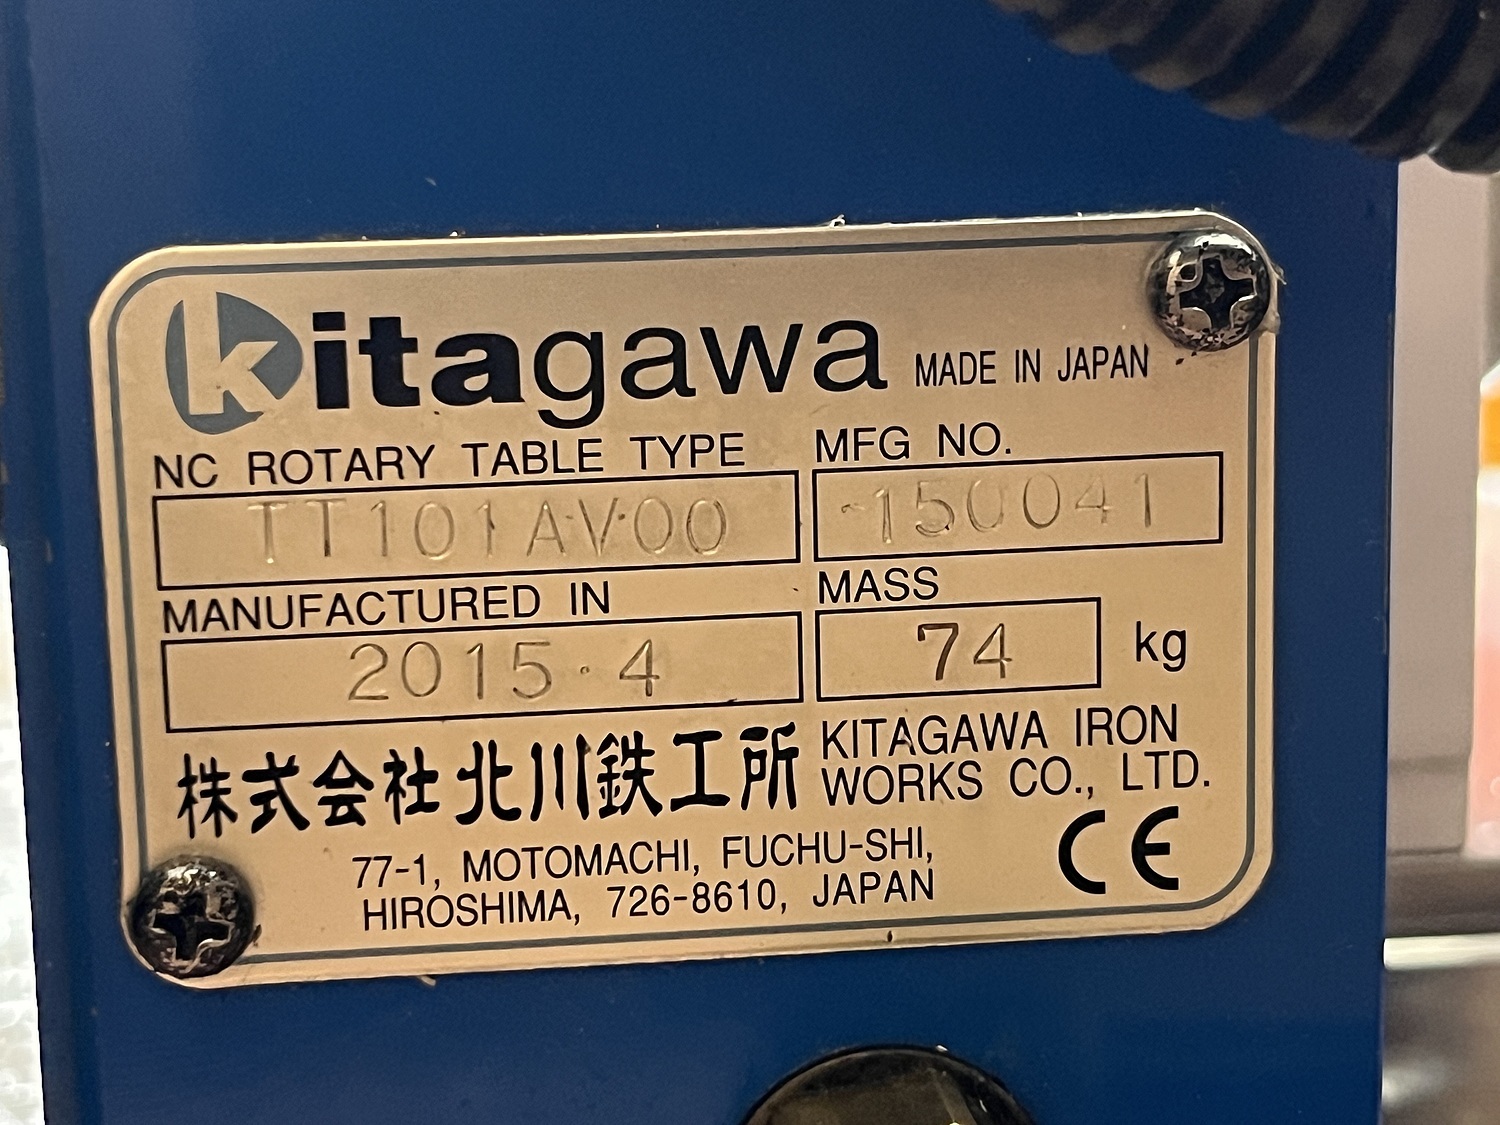 kitagawa MADE IN JAPAN
NC ROTARY TABLE TYPE MFG NO.
TT101AV00 150041
MANUFACTURED IN MASS
2015·4 74 kg
株式会社 北川鉄工所 KITAGAWA IRON
WORKS CO., LTD.
77-1, MOTOMACHI, FUCHU-SHI,
HIROSHIMA, 726-8610, JAPAN
CE